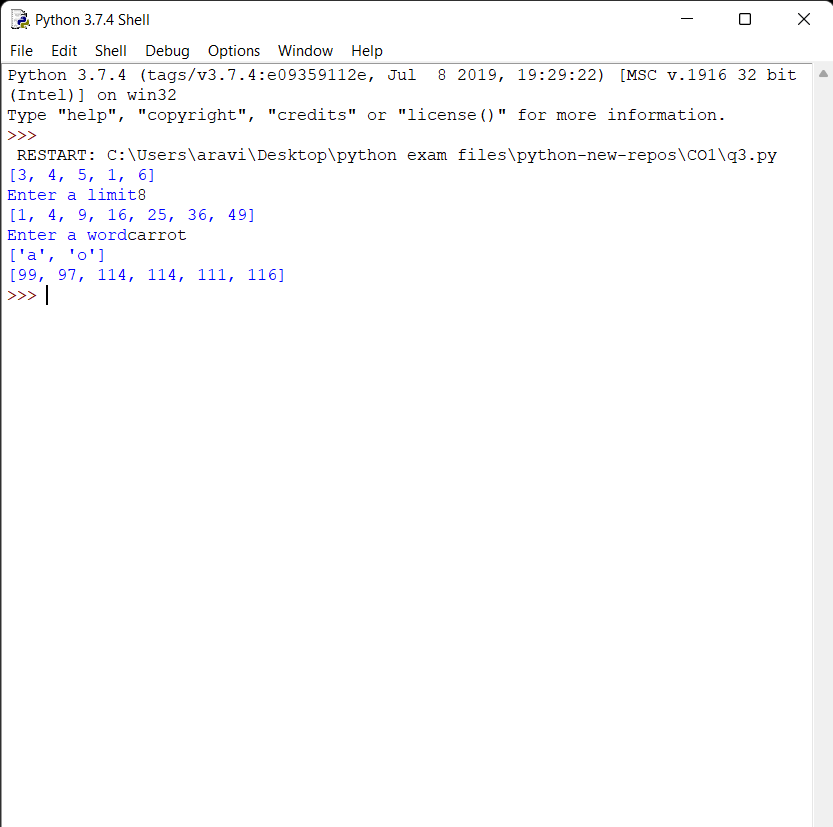 Python 3.7.4 Shell
File Edit Shell Debug Options Window Help
Python 3.7.4 (tags/v3.7.4:e09359112e, Jul  8 2019, 19:29:22) [MSC v.1916 32 bit
(Intel)] on win32
Type "help", "copyright", "credits" or "license()" for more information.
>>>
 RESTART: C:\Users\aravi\Desktop\python exam files\python-new-repos\CO1\q3.py
[3, 4, 5, 1, 6]
Enter a limit8
[1, 4, 9, 16, 25, 36, 49]
Enter a wordcarrot
['a', 'o']
[99, 97, 114, 114, 111, 116]
>>>